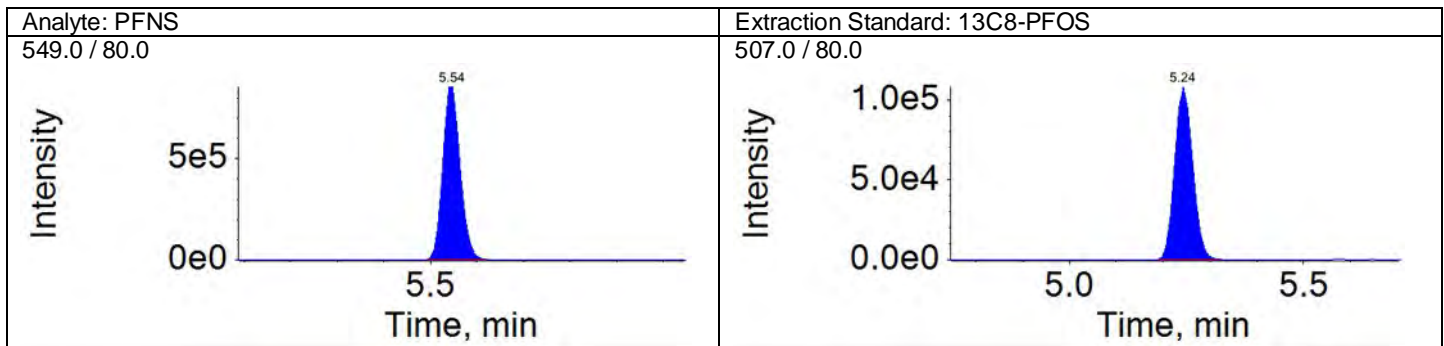 Analyte: PFNS
549.0 / 80.0
5.54
Intensity
5e5
0e0
5.5
Time, min
Extraction Standard: 13C8-PFOS
507.0 / 80.0
5.24
Intensity
1.0e5
5.0e4
0.0e0
5.0 5.5
Time, min